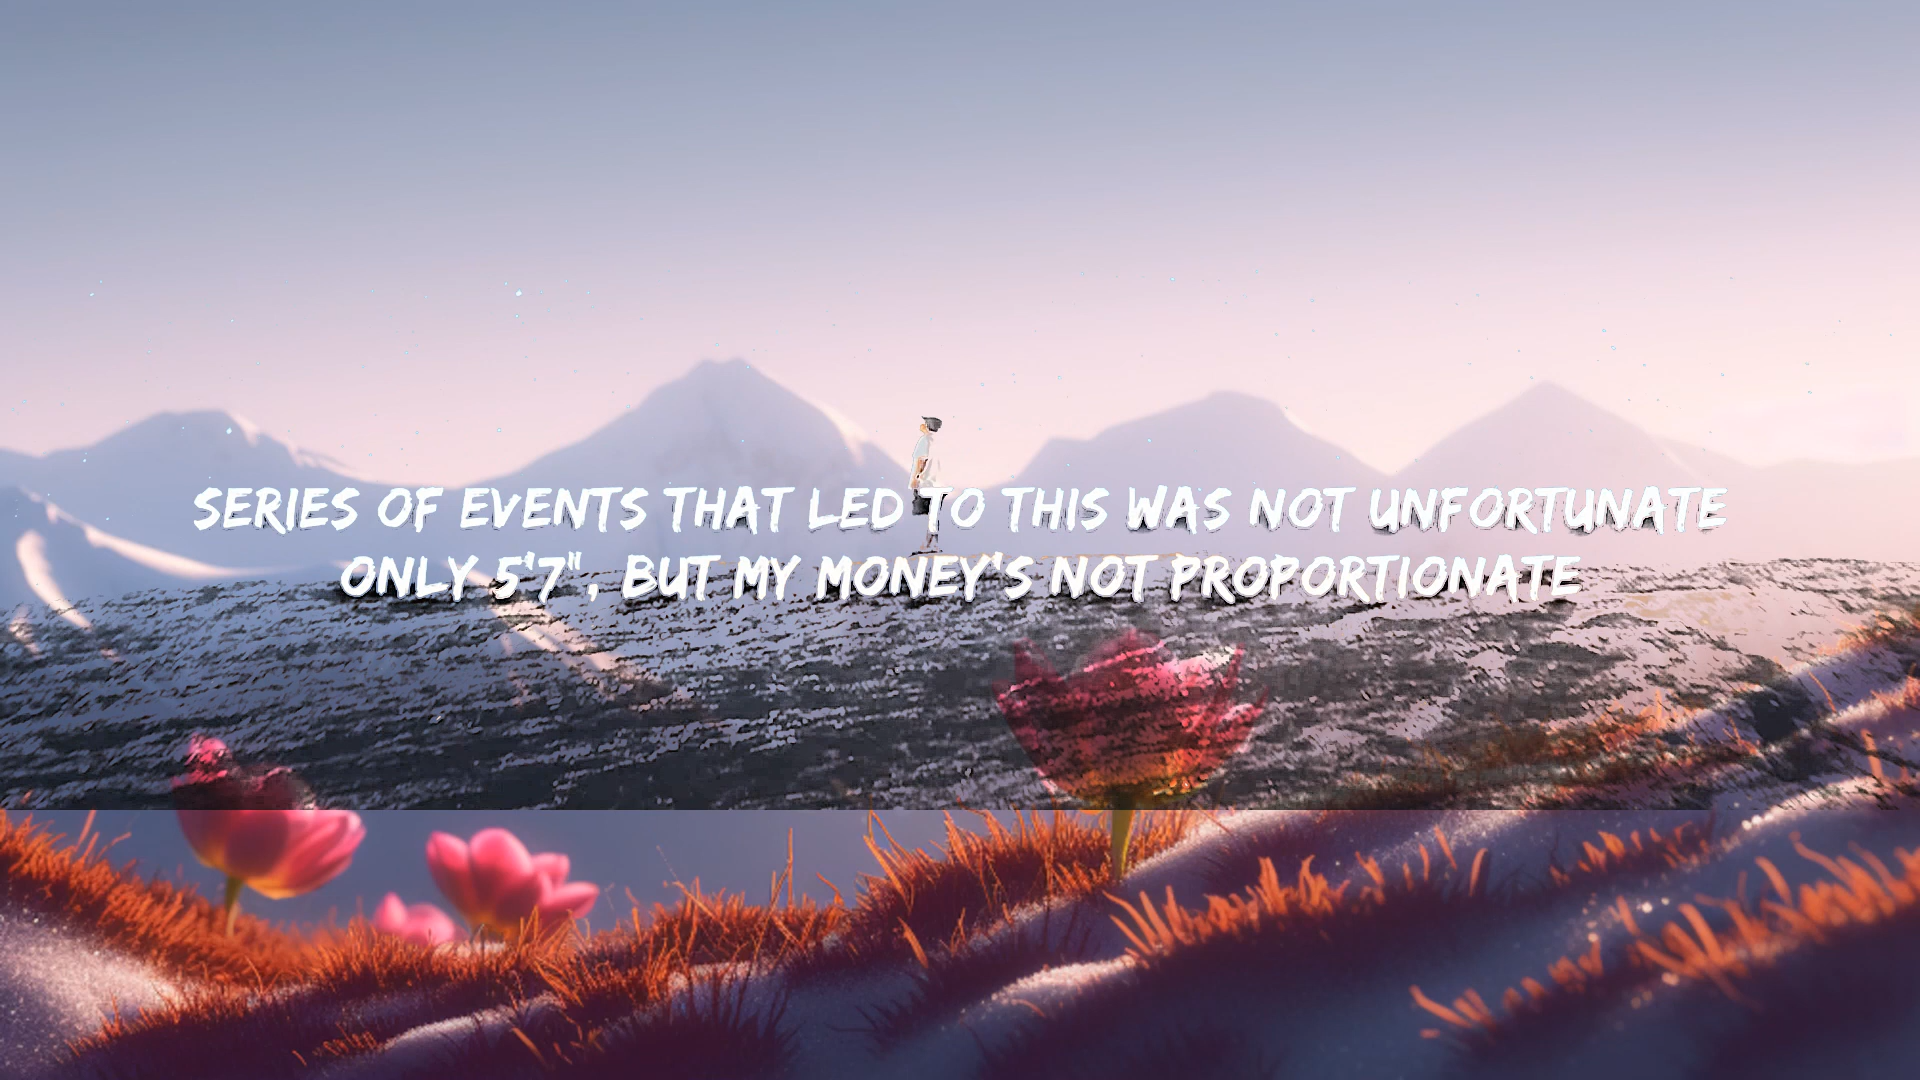 SERIES OF EVENTS THAT LED TO THIS WAS NOT UNFORTUNATE
ONLY 5'7", BUT MY MONEY'S NOT PROPORTIONATE